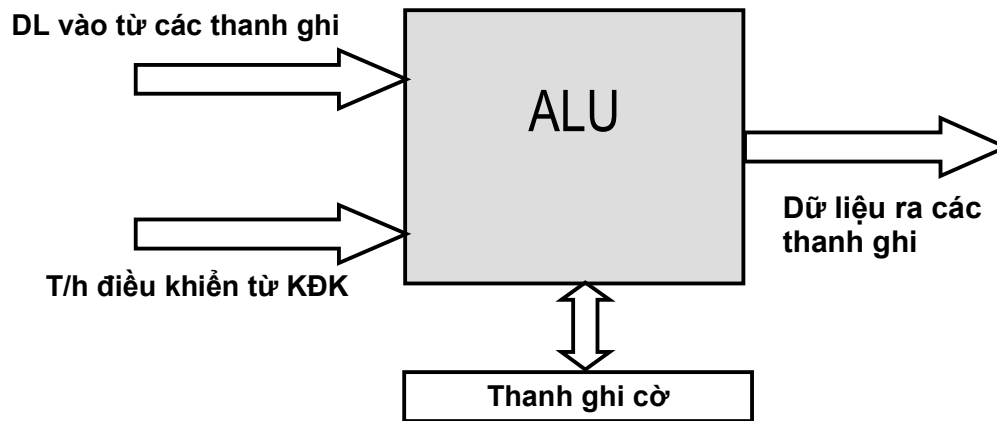 DL vào từ các thanh ghi
ALU
Dữ liệu ra các
thanh ghi
T/h điều khiển từ KĐK
Thanh ghi cờ